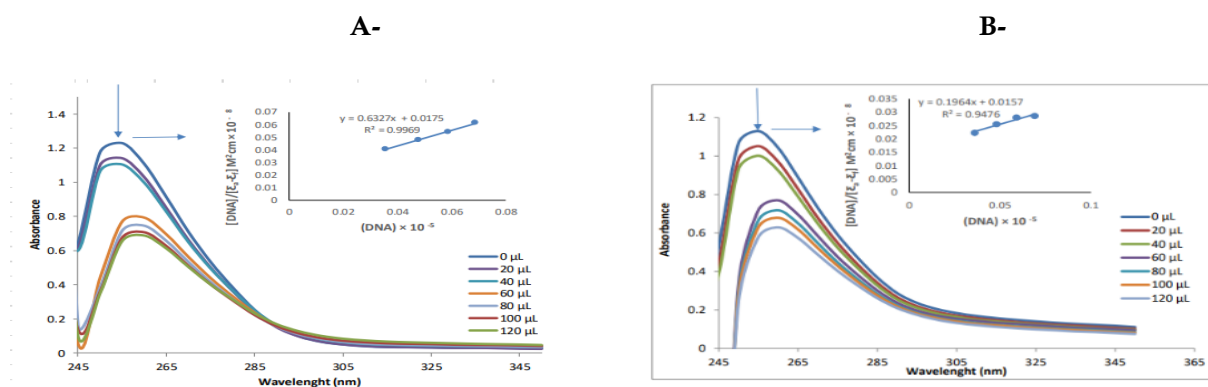 A-
B-
1.4
1.2
1
0.8
0.6
0.4
0.2
0
Absorbance
245
265
285
305
325
345
Wavelenght (nm)
[DNA]/[ξₐ-ξf] M²cm × 10⁻⁸
0.07
0.06
0.05
0.04
0.03
0.02
0.01
0
y = 0.6327x + 0.0175
R² = 0.9969
0
0.02
0.04
0.06
0.08
(DNA) × 10⁻⁵
0 µL
20 µL
40 µL
60 µL
80 µL
100 µL
120 µL
1.2
1
0.8
0.6
0.4
0.2
0
Absorbance
245
265
285
305
325
345
365
Wavelenght (nm)
[DNA]/[ξₐ-ξf] M²cm × 10⁻⁸
0.035
0.03
0.025
0.02
0.015
0.01
0.005
0
y = 0.1964x + 0.0157
R² = 0.9476
0
0.05
0.1
(DNA) × 10⁻⁵
0 µL
20 µL
40 µL
60 µL
80 µL
100 µL
120 µL